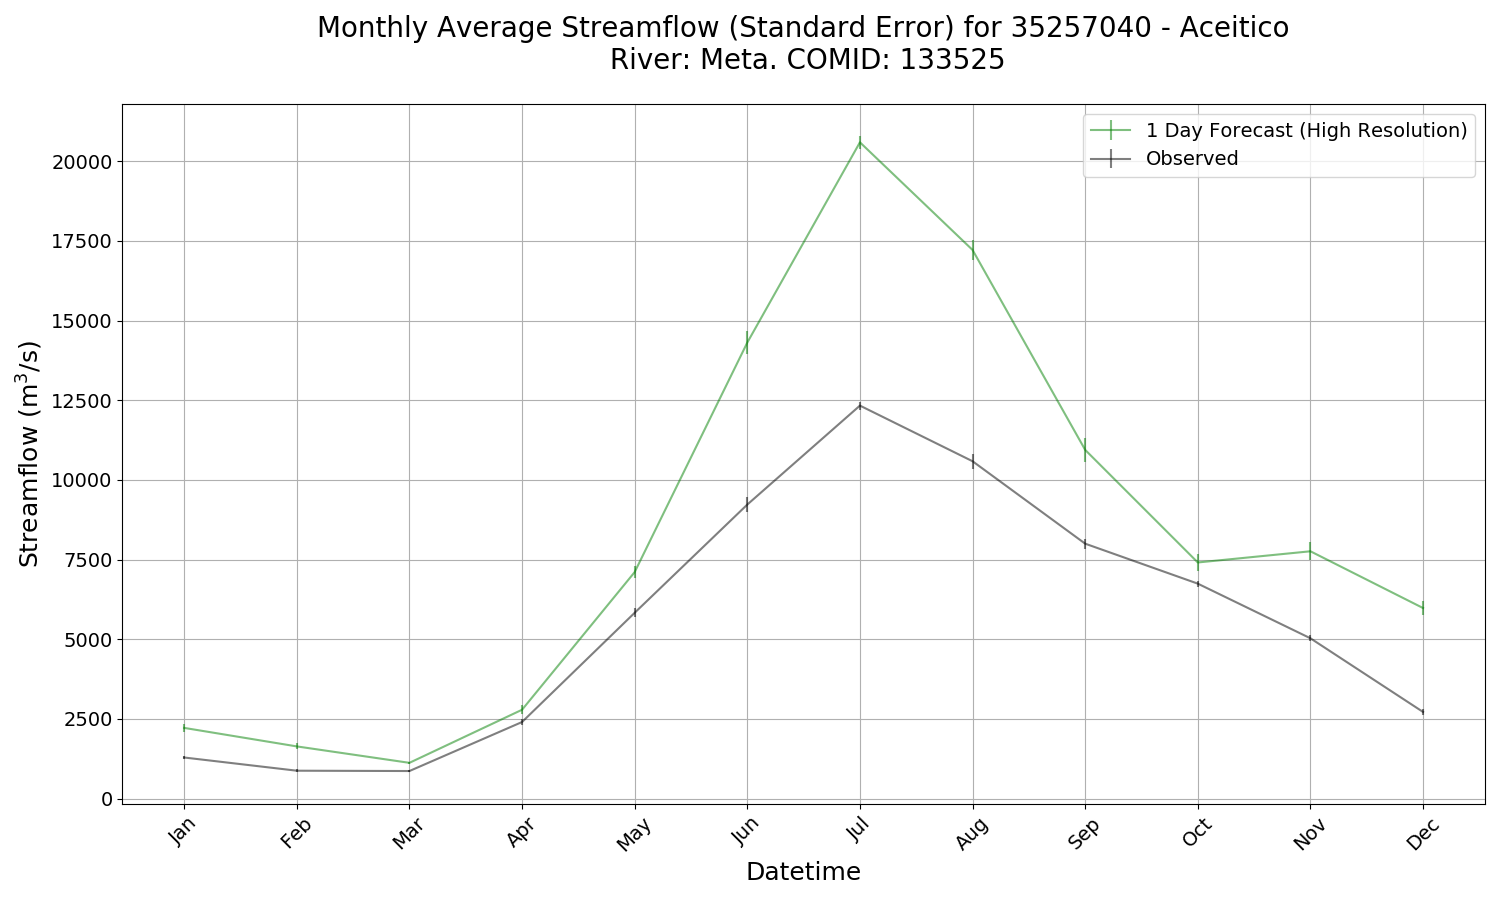 Monthly Average Streamflow (Standard Error) for 35257040 - Aceitico
River: Meta. COMID: 133525
1 Day Forecast (High Resolution)
Observed
20000
17500
15000
12500
10000
7500
5000
2500
0
Streamflow (m³/s)
Jan Feb Mar Apr May Jun Jul Aug Sep Oct Nov Dec
Datetime